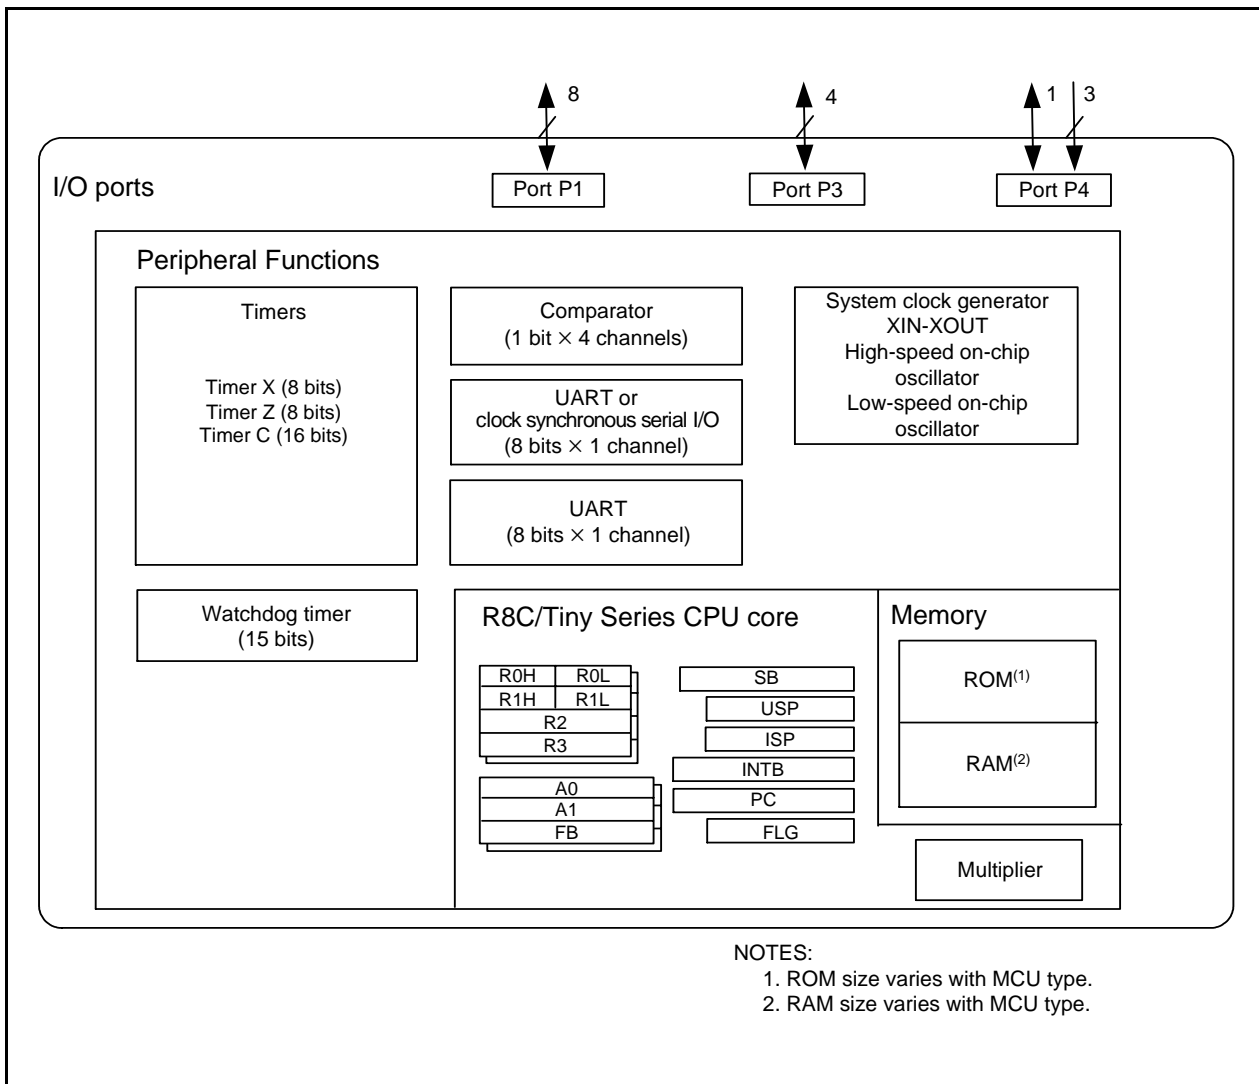 8
4
1
3
I/O ports
Port P1
Port P3
Port P4
Peripheral Functions
Timers
Timer X (8 bits)
Timer Z (8 bits)
Timer C (16 bits)
Comparator
(1 bit × 4 channels)
UART or
clock synchronous serial I/O
(8 bits × 1 channel)
UART
(8 bits × 1 channel)
System clock generator
XIN-XOUT
High-speed on-chip
oscillator
Low-speed on-chip
oscillator
Watchdog timer
(15 bits)
R8C/Tiny Series CPU core
R0H
R0L
R1H
R1L
R2
R3
A0
A1
FB
SB
USP
ISP
INTB
PC
FLG
Memory
ROM(1)
RAM(2)
Multiplier
NOTES:
1. ROM size varies with MCU type.
2. RAM size varies with MCU type.